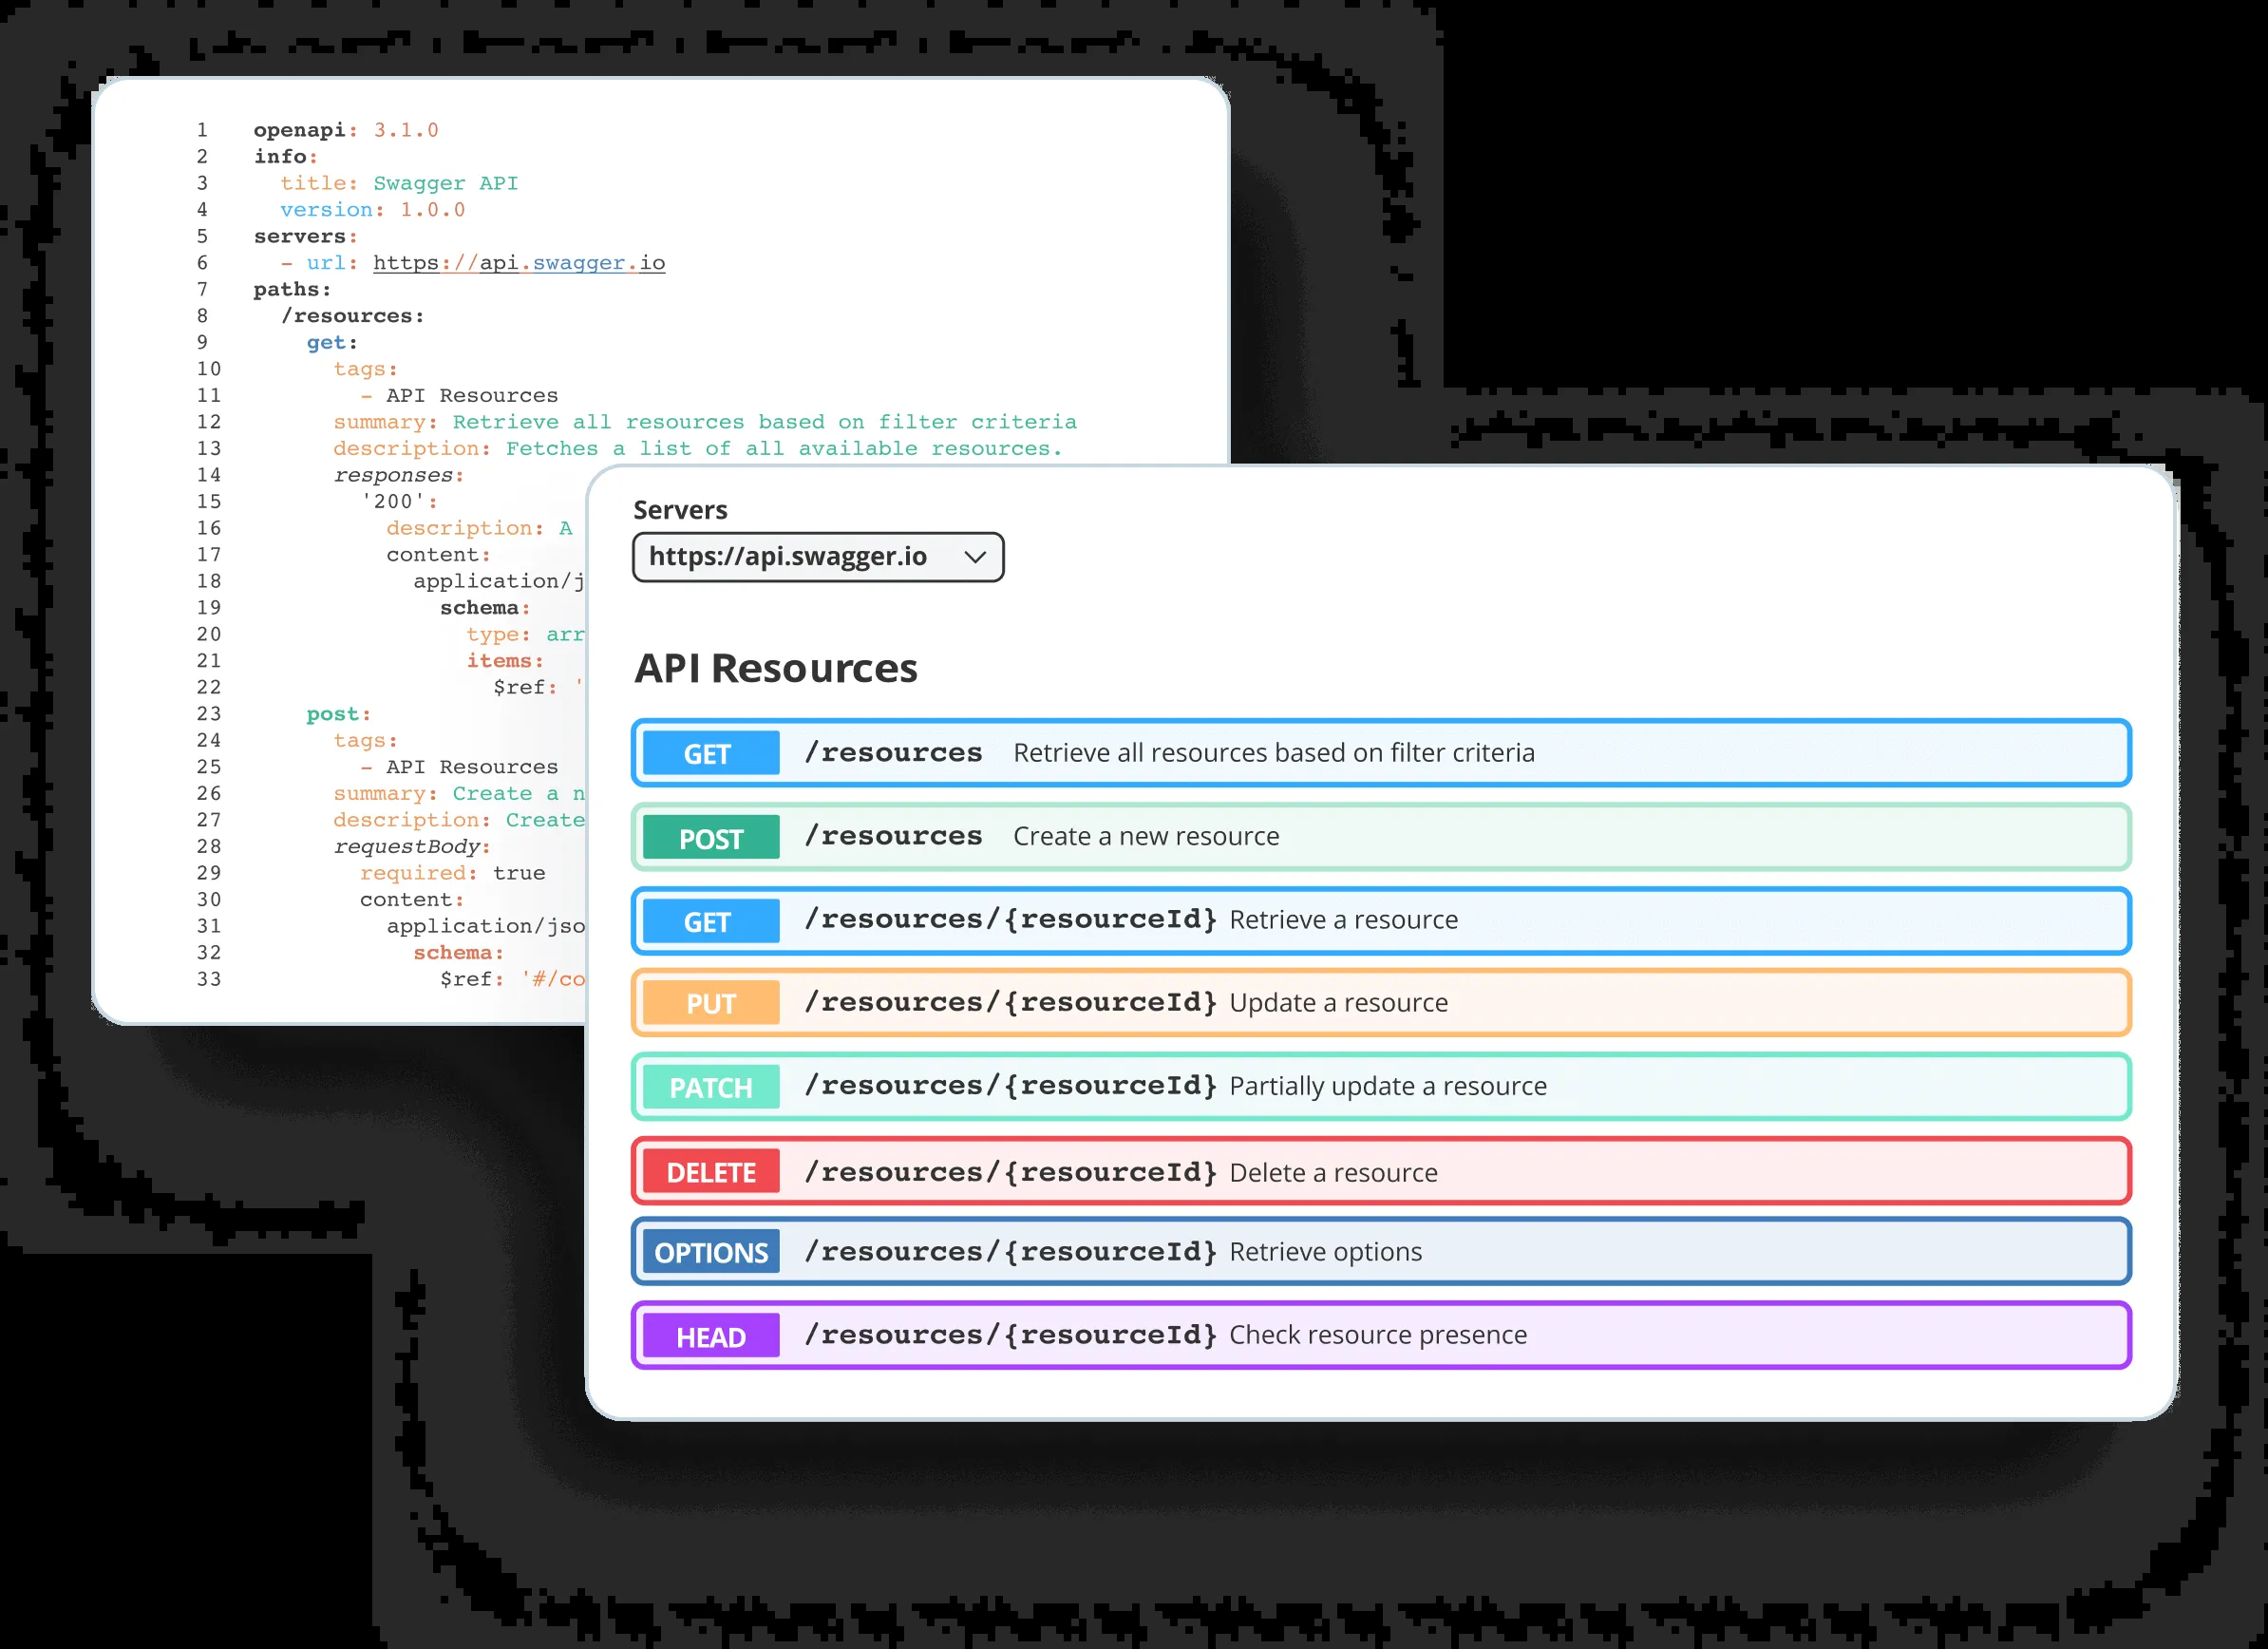 1 openapi: 3.1.0
2 info:
3 title: Swagger API
4 version: 1.0.0
5 servers:
6 - url: https://api.swagger.io
7 paths:
8 /resources:
9 get:
10 tags:
11 - API Resources
12 summary: Retrieve all resources based on filter criteria
13 description: Fetches a list of all available resources.
14 responses:
15 '200':
16 description: A
17 content:
18 application/j
19 schema:
20 type: arr
21 items:
22 $ref: '
23 post:
24 tags:
25 - API Resources
26 summary: Create a n
27 description: Create
28 requestBody:
29 required: true
30 content:
31 application/jso
32 schema:
33 $ref: '#/co
Servers
https://api.swagger.io
API Resources
GET /resources Retrieve all resources based on filter criteria
POST /resources Create a new resource
GET /resources/{resourceId} Retrieve a resource
PUT /resources/{resourceId} Update a resource
PATCH /resources/{resourceId} Partially update a resource
DELETE /resources/{resourceId} Delete a resource
OPTIONS /resources/{resourceId} Retrieve options
HEAD /resources/{resourceId} Check resource presence